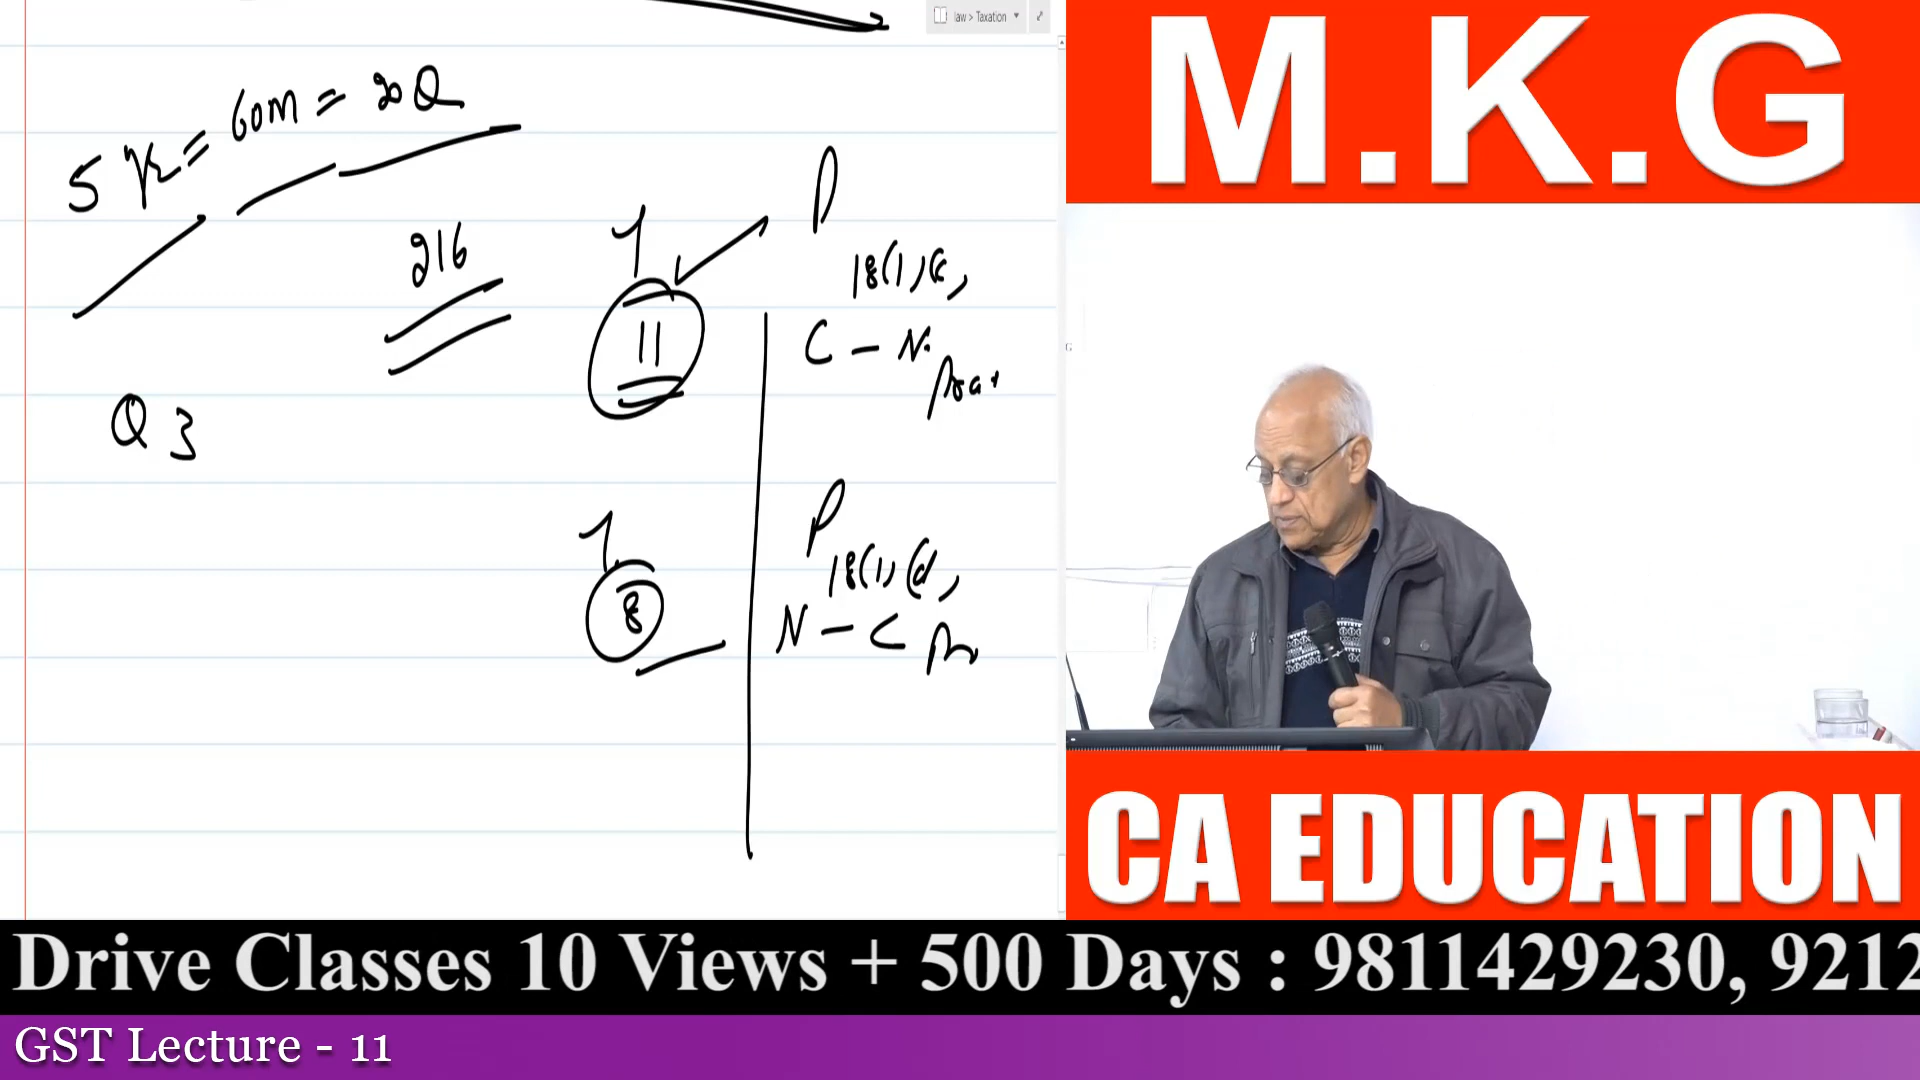 law > Taxation
5 Yr = 60M = 20 Q
216
Q 3
11
P
18(1)(c)
C - N.
8
P
18(1)(d)
N - C
M.K.G
CA EDUCATION
Drive Classes 10 Views + 500 Days : 9811429230, 9212
GST Lecture - 11